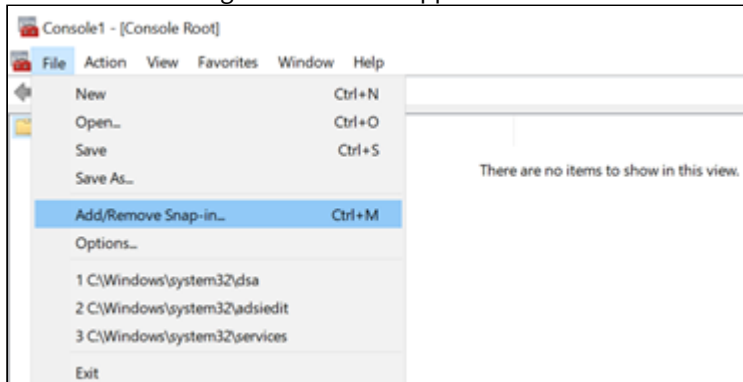 Console1 - [Console Root]
File Action View Favorites Window Help
New Ctrl+N
Open... Ctrl+O
Save Ctrl+S
Save As...
There are no items to show in this view.
Add/Remove Snap-in... Ctrl+M
Options...
1 C:\Windows\system32\dsa
2 C:\Windows\system32\adsiedit
3 C:\Windows\system32\services
Exit